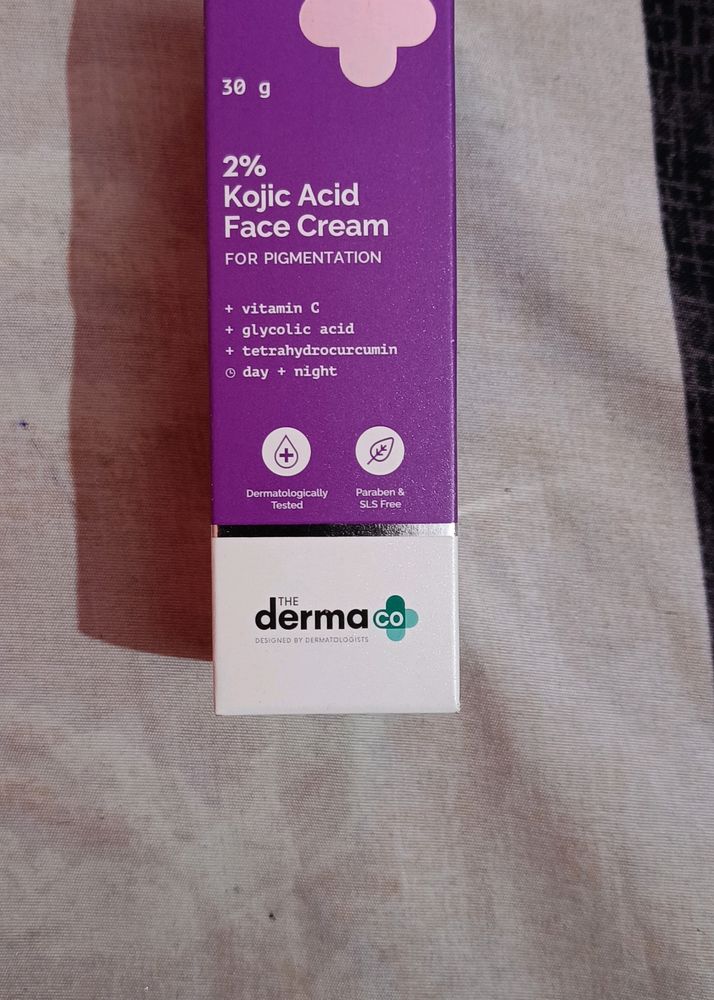 30 g
2%
Kojic Acid
Face Cream
FOR PIGMENTATION
+ vitamin C
+ glycolic acid
+ tetrahydrocurcumin
day + night
Dermatologically
Tested
Paraben &
SLS Free
THE
derma co
DESIGNED BY DERMATOLOGISTS